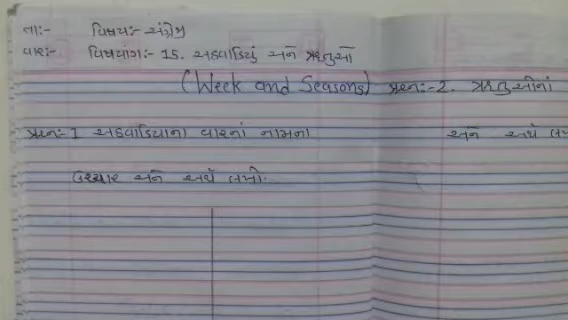 તા:-    વિષય:- અંગ્રેજી
વાર:-    વિષયાંગ:- 15. અઠવાડિયું અને ઋતુઓ
(Week and Seasons)
પ્રશ્ન:-1 અઠવાડિયાના વારનાં નામના
ઉચ્ચાર અને અર્થ લખો.
પ્રશ્ન:-2. ઋતુઓનાં
અને અર્થ